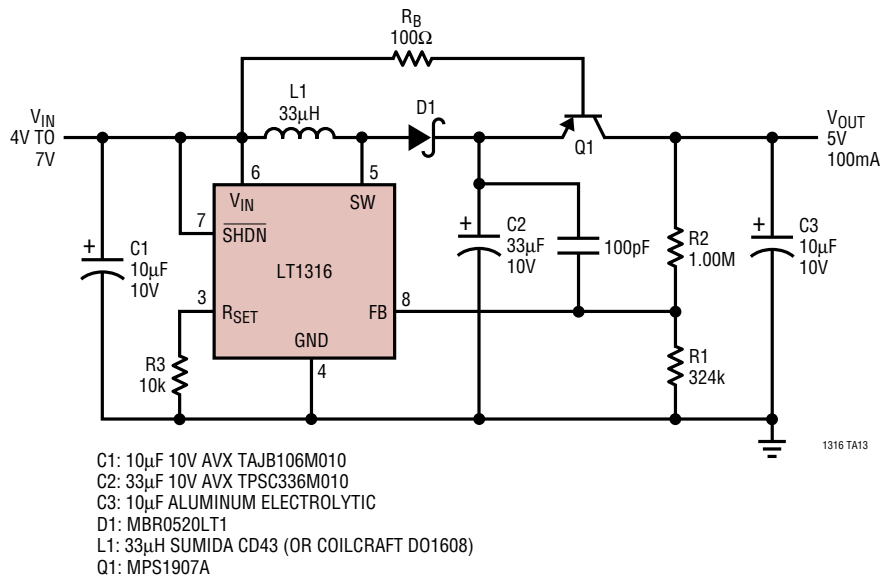 R_B
100Ω
L1
33µH
D1
V_IN
4V TO
7V
Q1
V_OUT
5V
100mA
6
5
V_IN
SW
7
SHDN
+
C1
10µF
10V
LT1316
+
C2
33µF
10V
100pF
R2
1.00M
+
C3
10µF
10V
3
R_SET
FB
8
GND
4
R3
10k
R1
324k
1316 TA13
C1: 10µF 10V AVX TAJB106M010
C2: 33µF 10V AVX TPSC336M010
C3: 10µF ALUMINUM ELECTROLYTIC
D1: MBR0520LT1
L1: 33µH SUMIDA CD43 (OR COILCRAFT DO1608)
Q1: MPS1907A